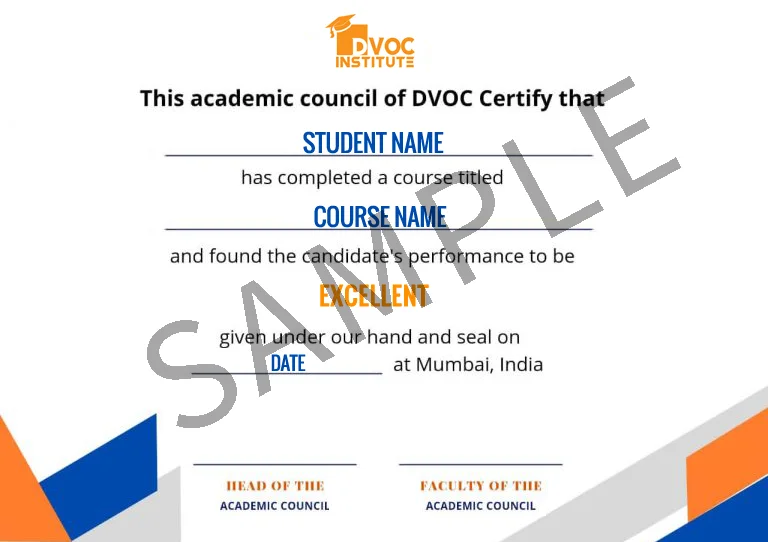 DVOC
INSTITUTE
This academic council of DVOC Certify that
STUDENT NAME
has completed a course titled
COURSE NAME
and found the candidate's performance to be
EXCELLENT
given under our hand and seal on
DATE at Mumbai, India
SAMPLE
HEAD OF THE FACULTY OF THE
ACADEMIC COUNCIL ACADEMIC COUNCIL